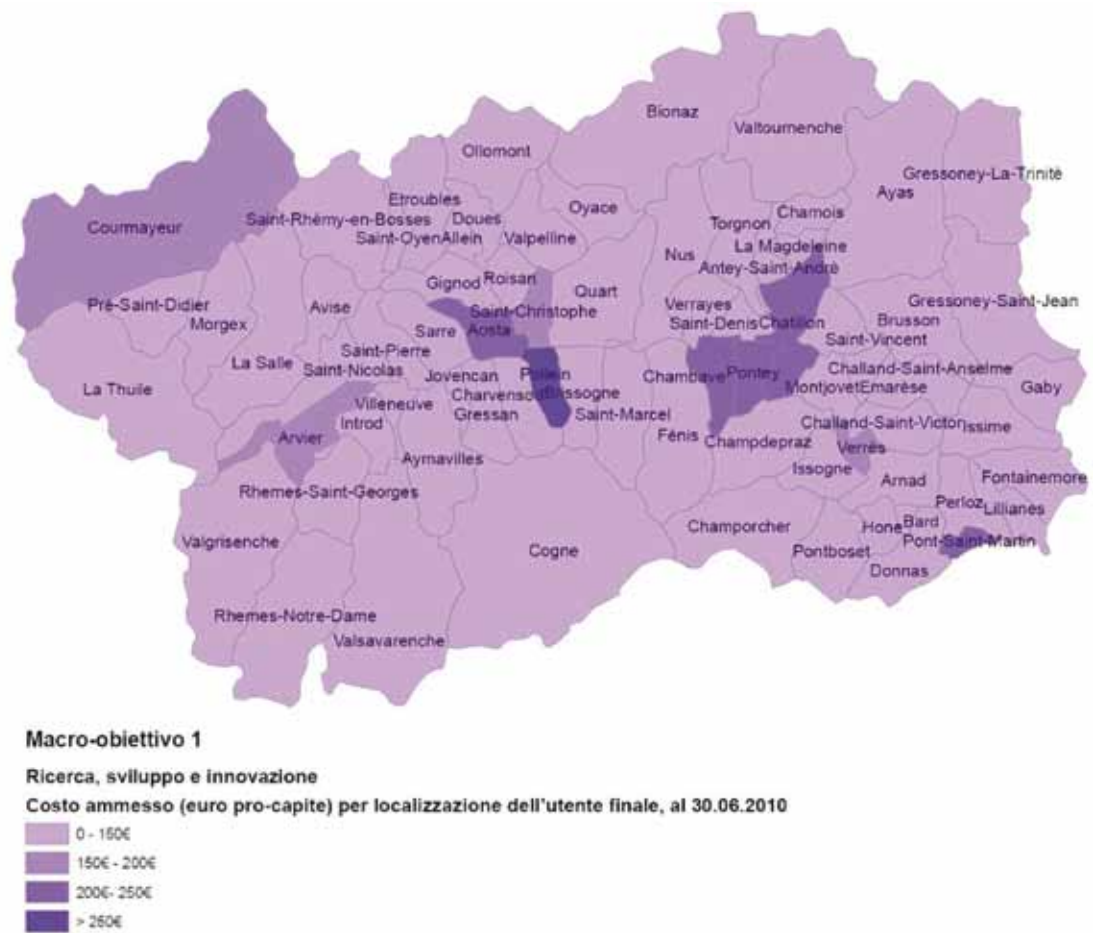 Bionaz
Valtournenche
Ollomont
Gressoney-La-Trinité
Ayas
Etroubles
Oyace
Chamois
Courmayeur
Saint-Rhémy-en-Bosses
Doues
Torgnon
Saint-Oyen
Allein
Valpelline
La Magdeleine
Nus
Antey-Saint-André
Gignod
Roisan
Quart
Pré-Saint-Didier
Avise
Saint-Christophe
Verrayes
Gressoney-Saint-Jean
Morgex
Sarre
Aosta
Saint-Denis
Chatillon
Brusson
Saint-Vincent
Saint-Pierre
La Salle
Saint-Nicolas
Jovencan
Pollein
Chambave
Pontey
Challand-Saint-Anselme
La Thuile
Villeneuve
Charvensod
Brissogne
Montjovet
Emarèse
Gaby
Introd
Gressan
Saint-Marcel
Arvier
Fénis
Champdepraz
Challand-Saint-Victor
Issime
Verrès
Aymavilles
Issogne
Arnad
Fontainemore
Rhemes-Saint-Georges
Perloz
Lillianes
Valgrisenche
Cogne
Champorcher
Hone
Bard
Pont-Saint-Martin
Pontboset
Donnas
Rhemes-Notre-Dame
Valsavarenche
Macro-obiettivo 1
Ricerca, sviluppo e innovazione
Costo ammesso (euro pro-capite) per localizzazione dell'utente finale, al 30.06.2010
0 - 150€
150€ - 200€
200€- 250€
> 250€